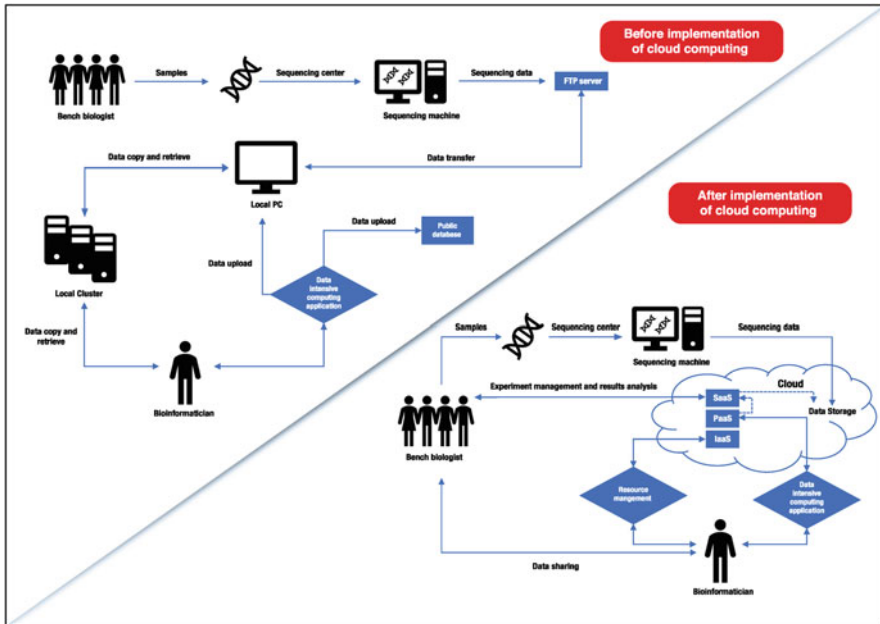 Before implementation
of cloud computing
Samples
Sequencing center
Sequencing data
FTP server
Bench biologist
Sequencing machine
Data copy and retrieve
Data transfer
Local PC
After implementation
of cloud computing
Data upload
Public
database
Data upload
Local Cluster
Data
intensive
computing
application
Data copy and
retrieve
Bioinformatician
Samples
Sequencing center
Sequencing data
Sequencing machine
Experiment management and results analysis
Cloud
SaaS
Data Storage
PaaS
IaaS
Bench biologist
Resource
mangement
Data
intensive
computing
application
Data sharing
Bioinformatician